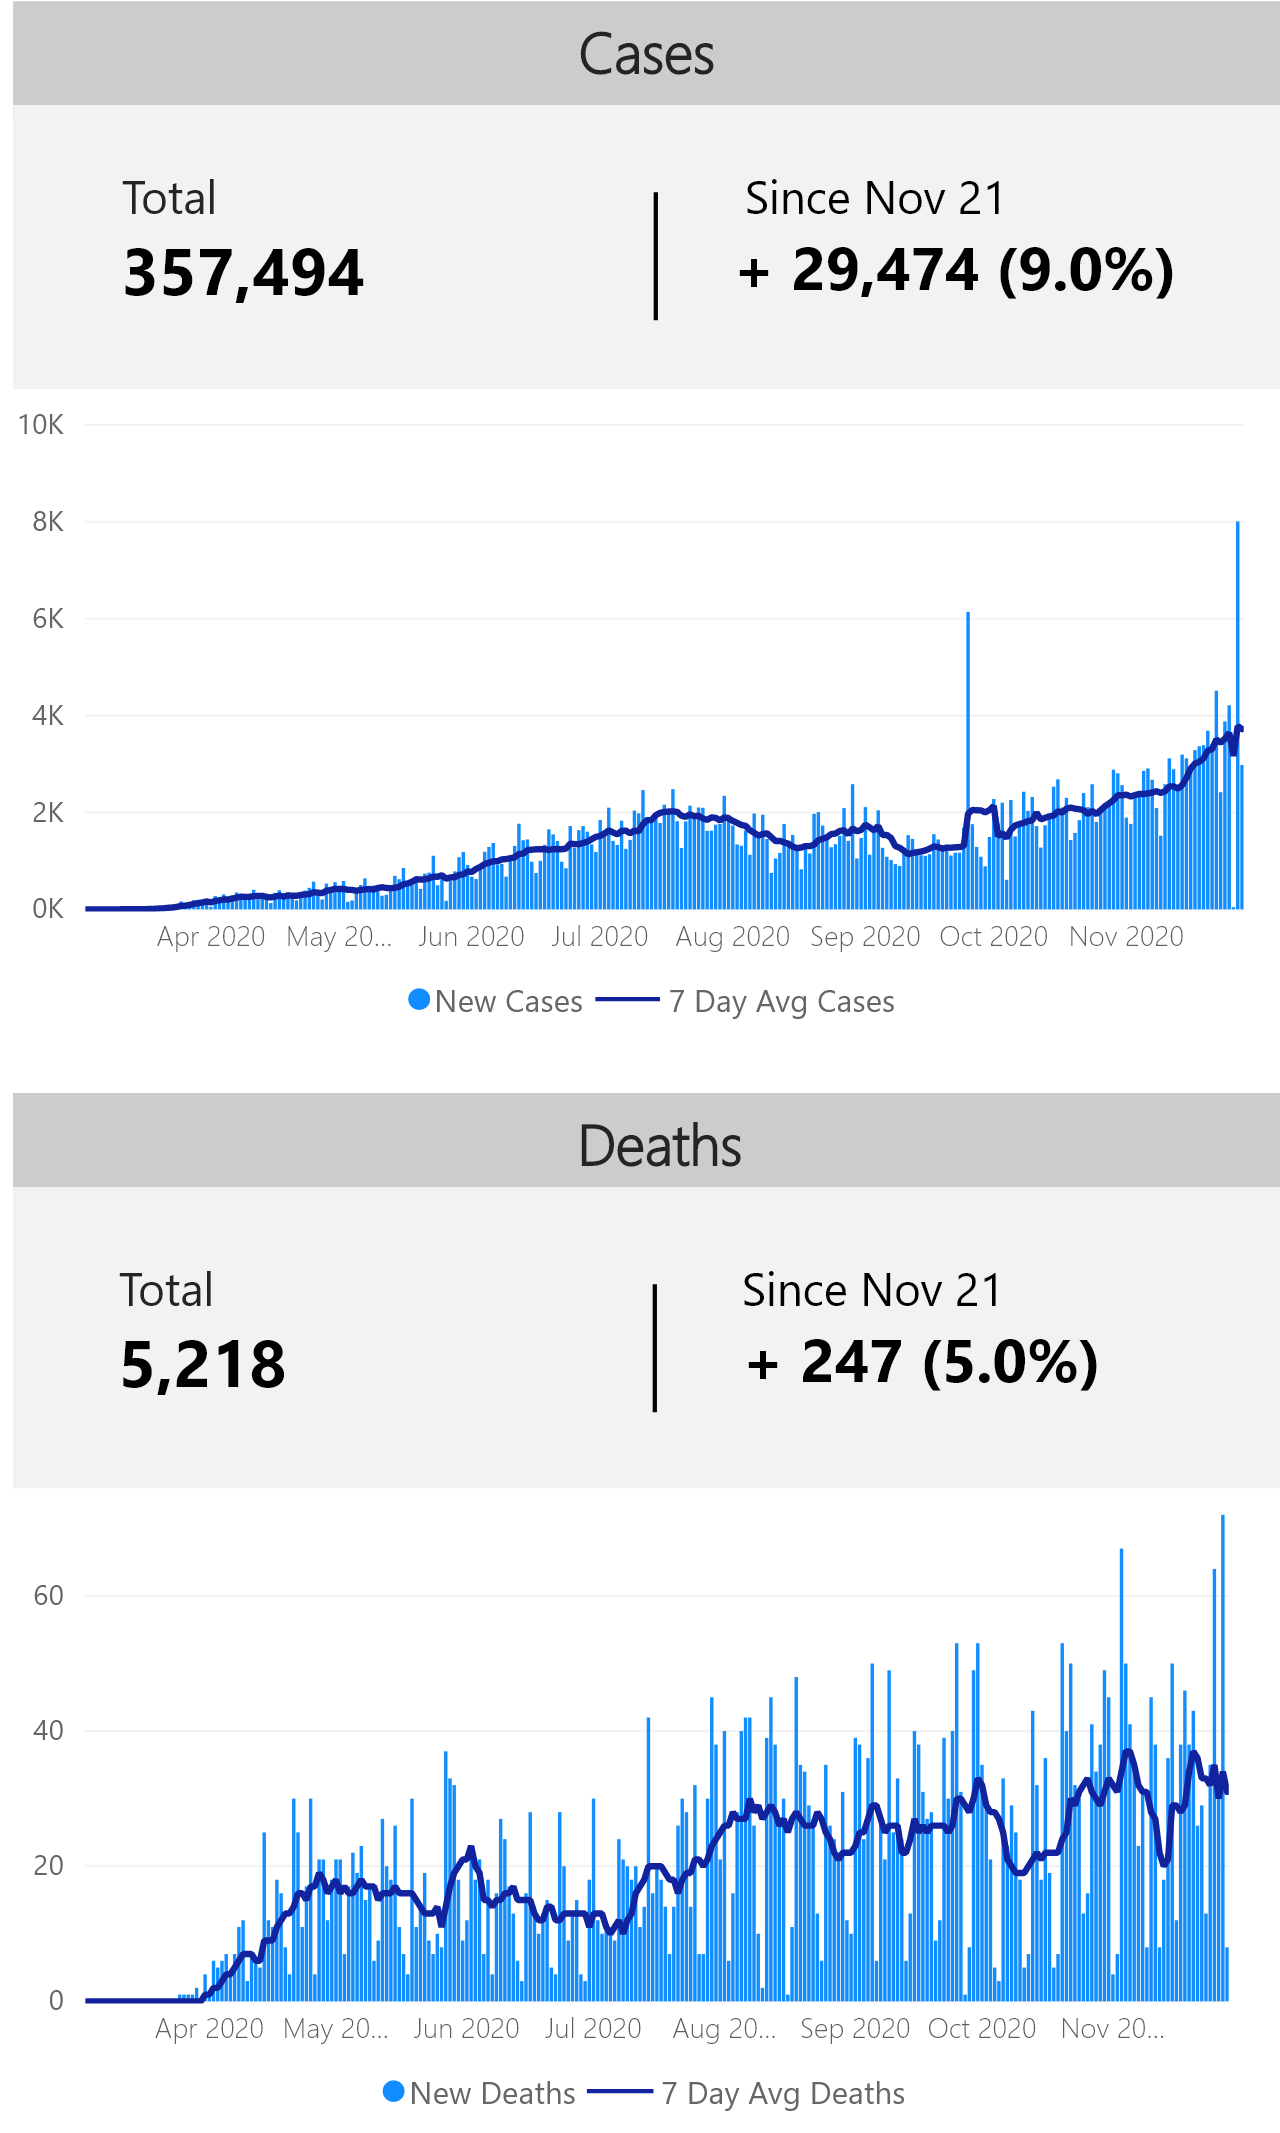 Cases
Total
Since Nov 21
357,494
+ 29,474 (9.0%)
10K
8K
6K
4K
2K
0K
Apr 2020 May 20... Jun 2020 Jul 2020 Aug 2020 Sep 2020 Oct 2020 Nov 2020
New Cases 7 Day Avg Cases
Deaths
Total
Since Nov 21
5,218
+ 247 (5.0%)
60
40
20
0
Apr 2020 May 20... Jun 2020 Jul 2020 Aug 20... Sep 2020 Oct 2020 Nov 20...
New Deaths 7 Day Avg Deaths